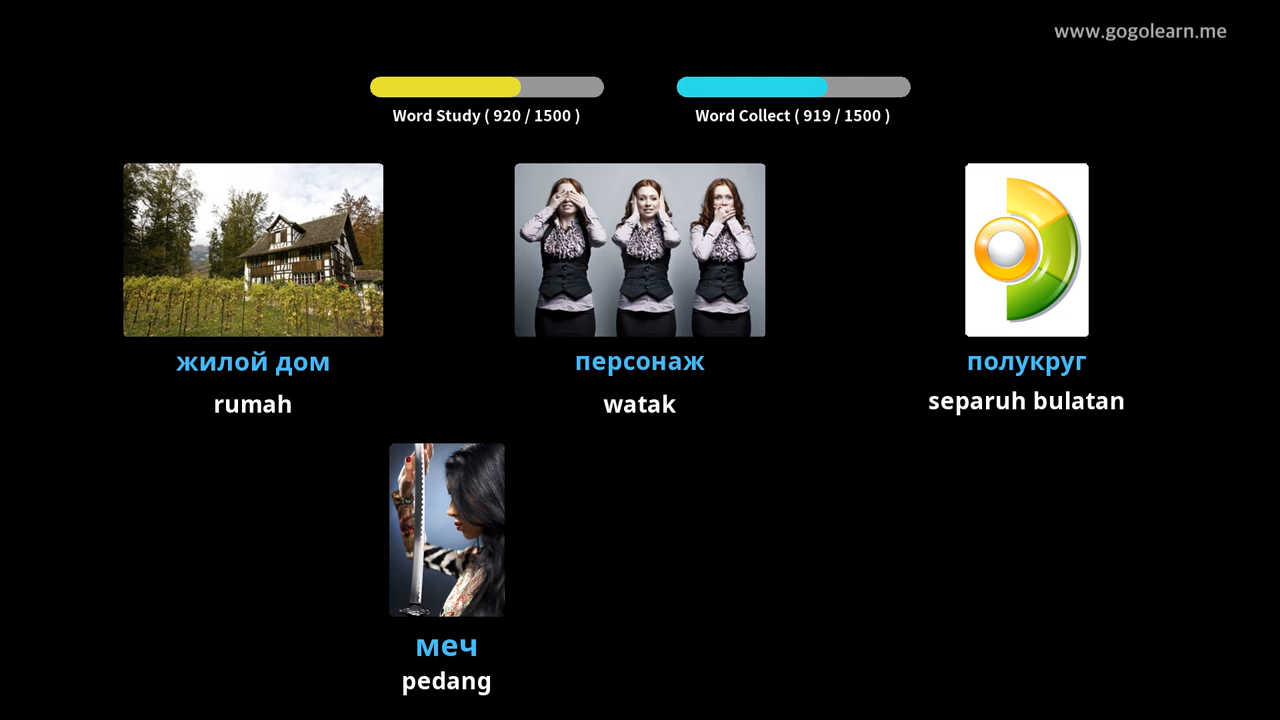 www.gogolearn.me
Word Study ( 920 / 1500 )
Word Collect ( 919 / 1500 )
жилой дом
rumah
персонаж
watak
полукруг
separuh bulatan
меч
pedang